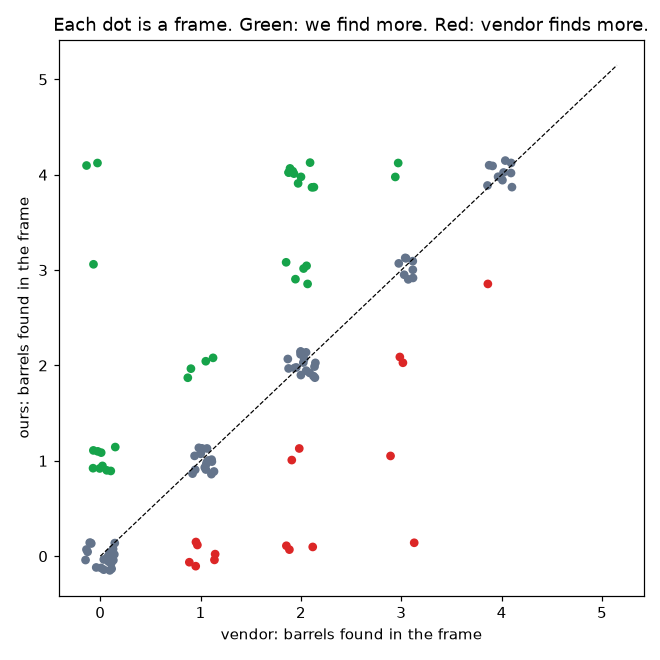 Each dot is a frame. Green: we find more. Red: vendor finds more.
ours: barrels found in the frame
5
4
3
2
1
0
0 1 2 3 4 5
vendor: barrels found in the frame